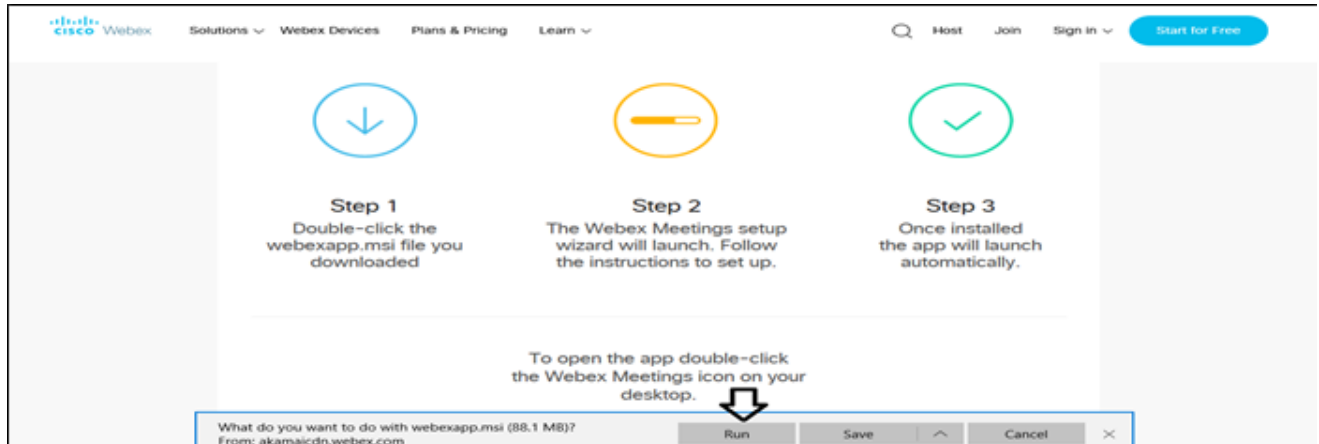 CISCO Webex Solutions Webex Devices Plans & Pricing Learn Host Join Sign in Start for Free
Step 1
Double-click the
webexapp.msi file you
downloaded
Step 2
The Webex Meetings setup
wizard will launch. Follow
the instructions to set up.
Step 3
Once installed
the app will launch
automatically.
To open the app double-click
the Webex Meetings icon on your
desktop.
What do you want to do with webexapp.msi (88.1 MB)?
From: akamaicdn.webex.com
Run Save Cancel